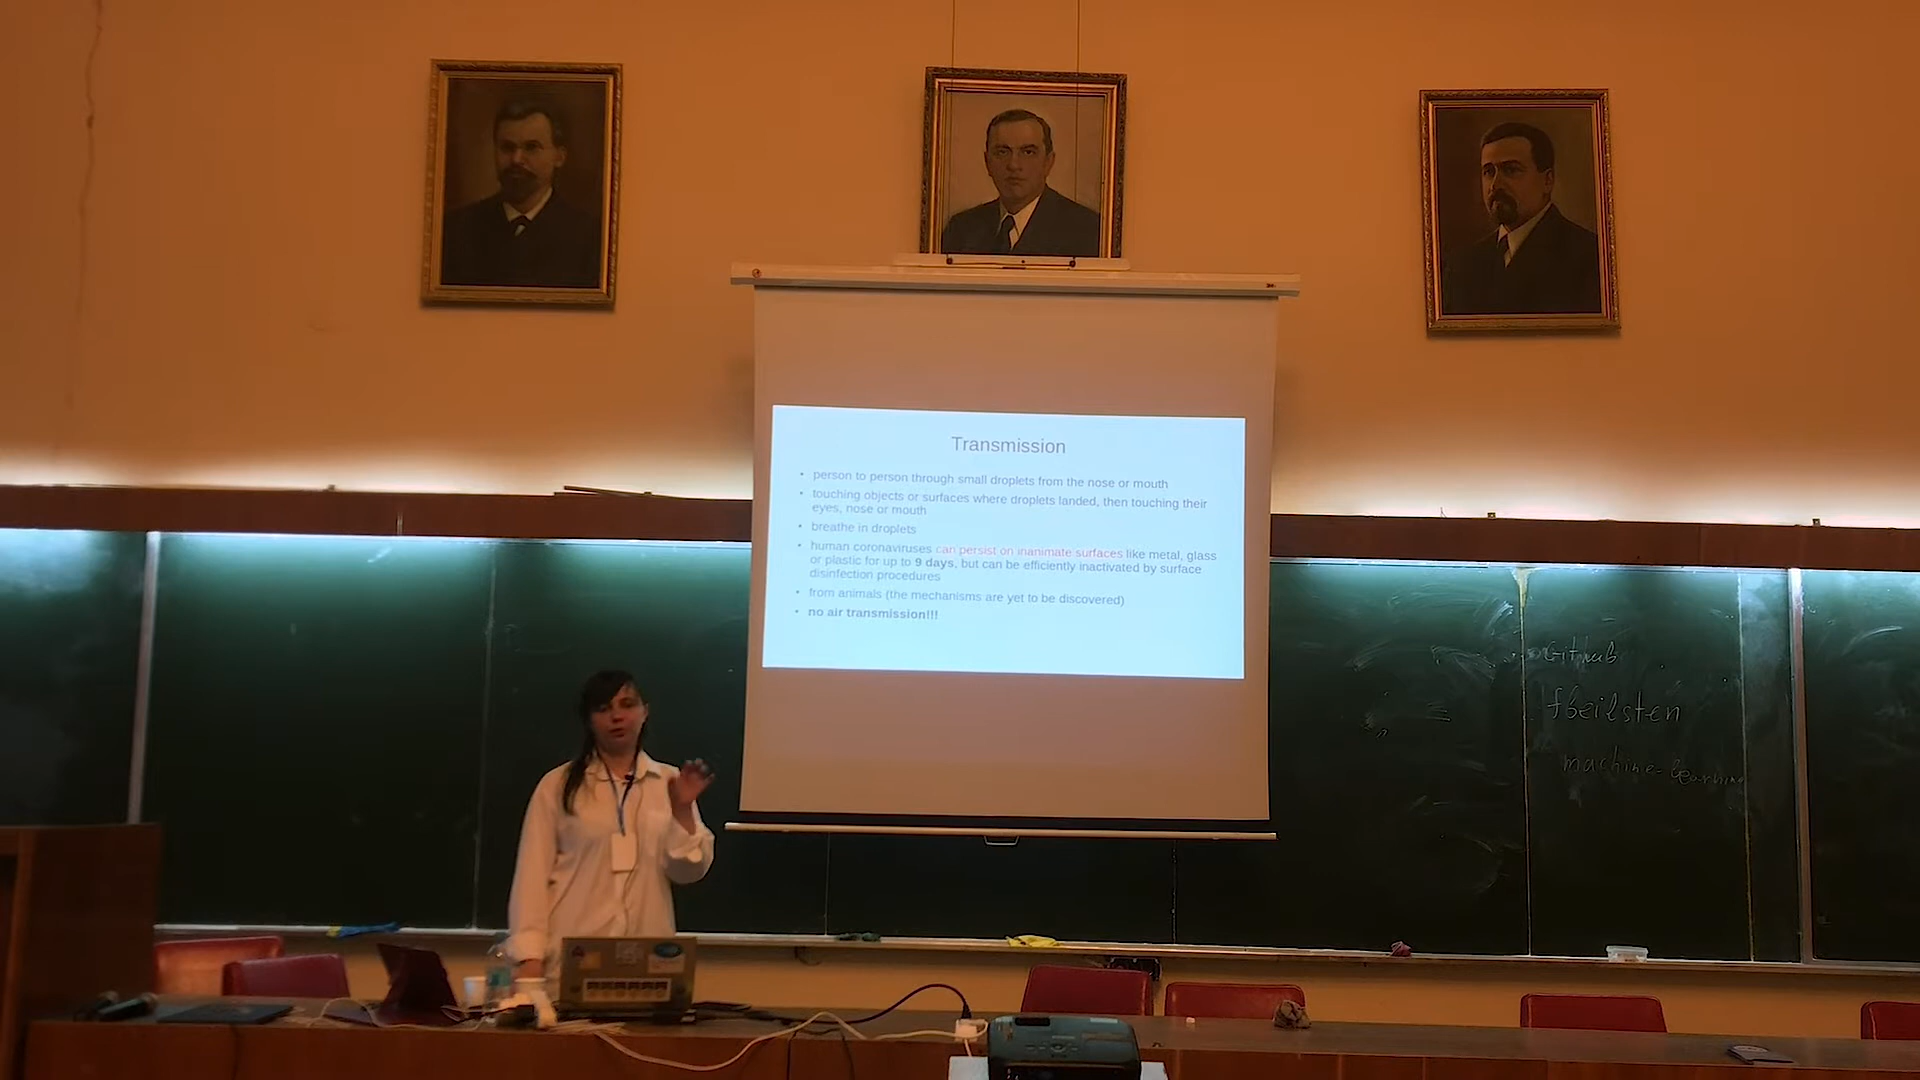 Transmission
• person to person through small droplets from the nose or mouth
• touching objects or surfaces where droplets landed, then touching their
eyes, nose or mouth
• breathe in droplets
• human coronaviruses can persist on inanimate surfaces like metal, glass
or plastic for up to 9 days, but can be efficiently inactivated by surface
disinfection procedures
• from animals (the mechanisms are yet to be discovered)
• no air transmission!!!
GitHub
fbeilsten
machine-learning